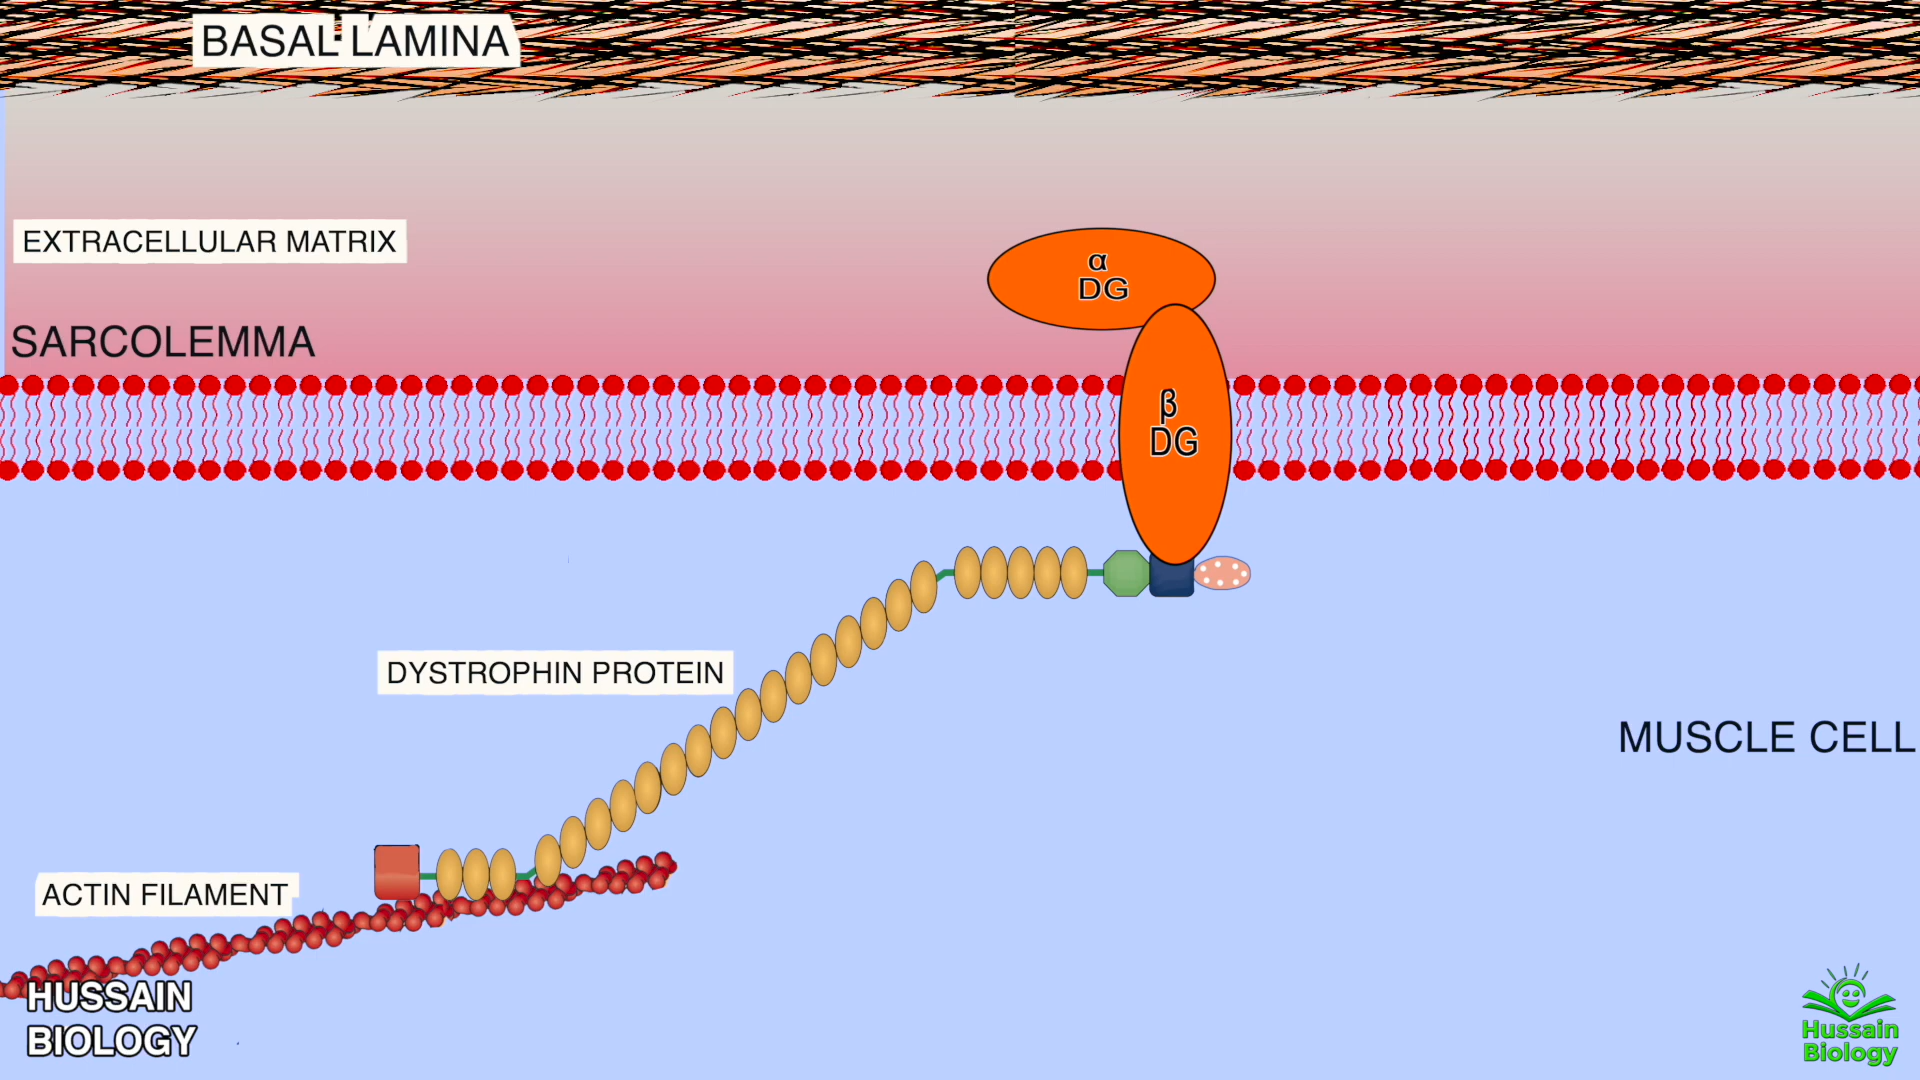 BASAL LAMINA
EXTRACELLULAR MATRIX
α
DG
SARCOLEMMA
β
DG
DYSTROPHIN PROTEIN
MUSCLE CELL
ACTIN FILAMENT
HUSSAIN
BIOLOGY
Hussain
Biology